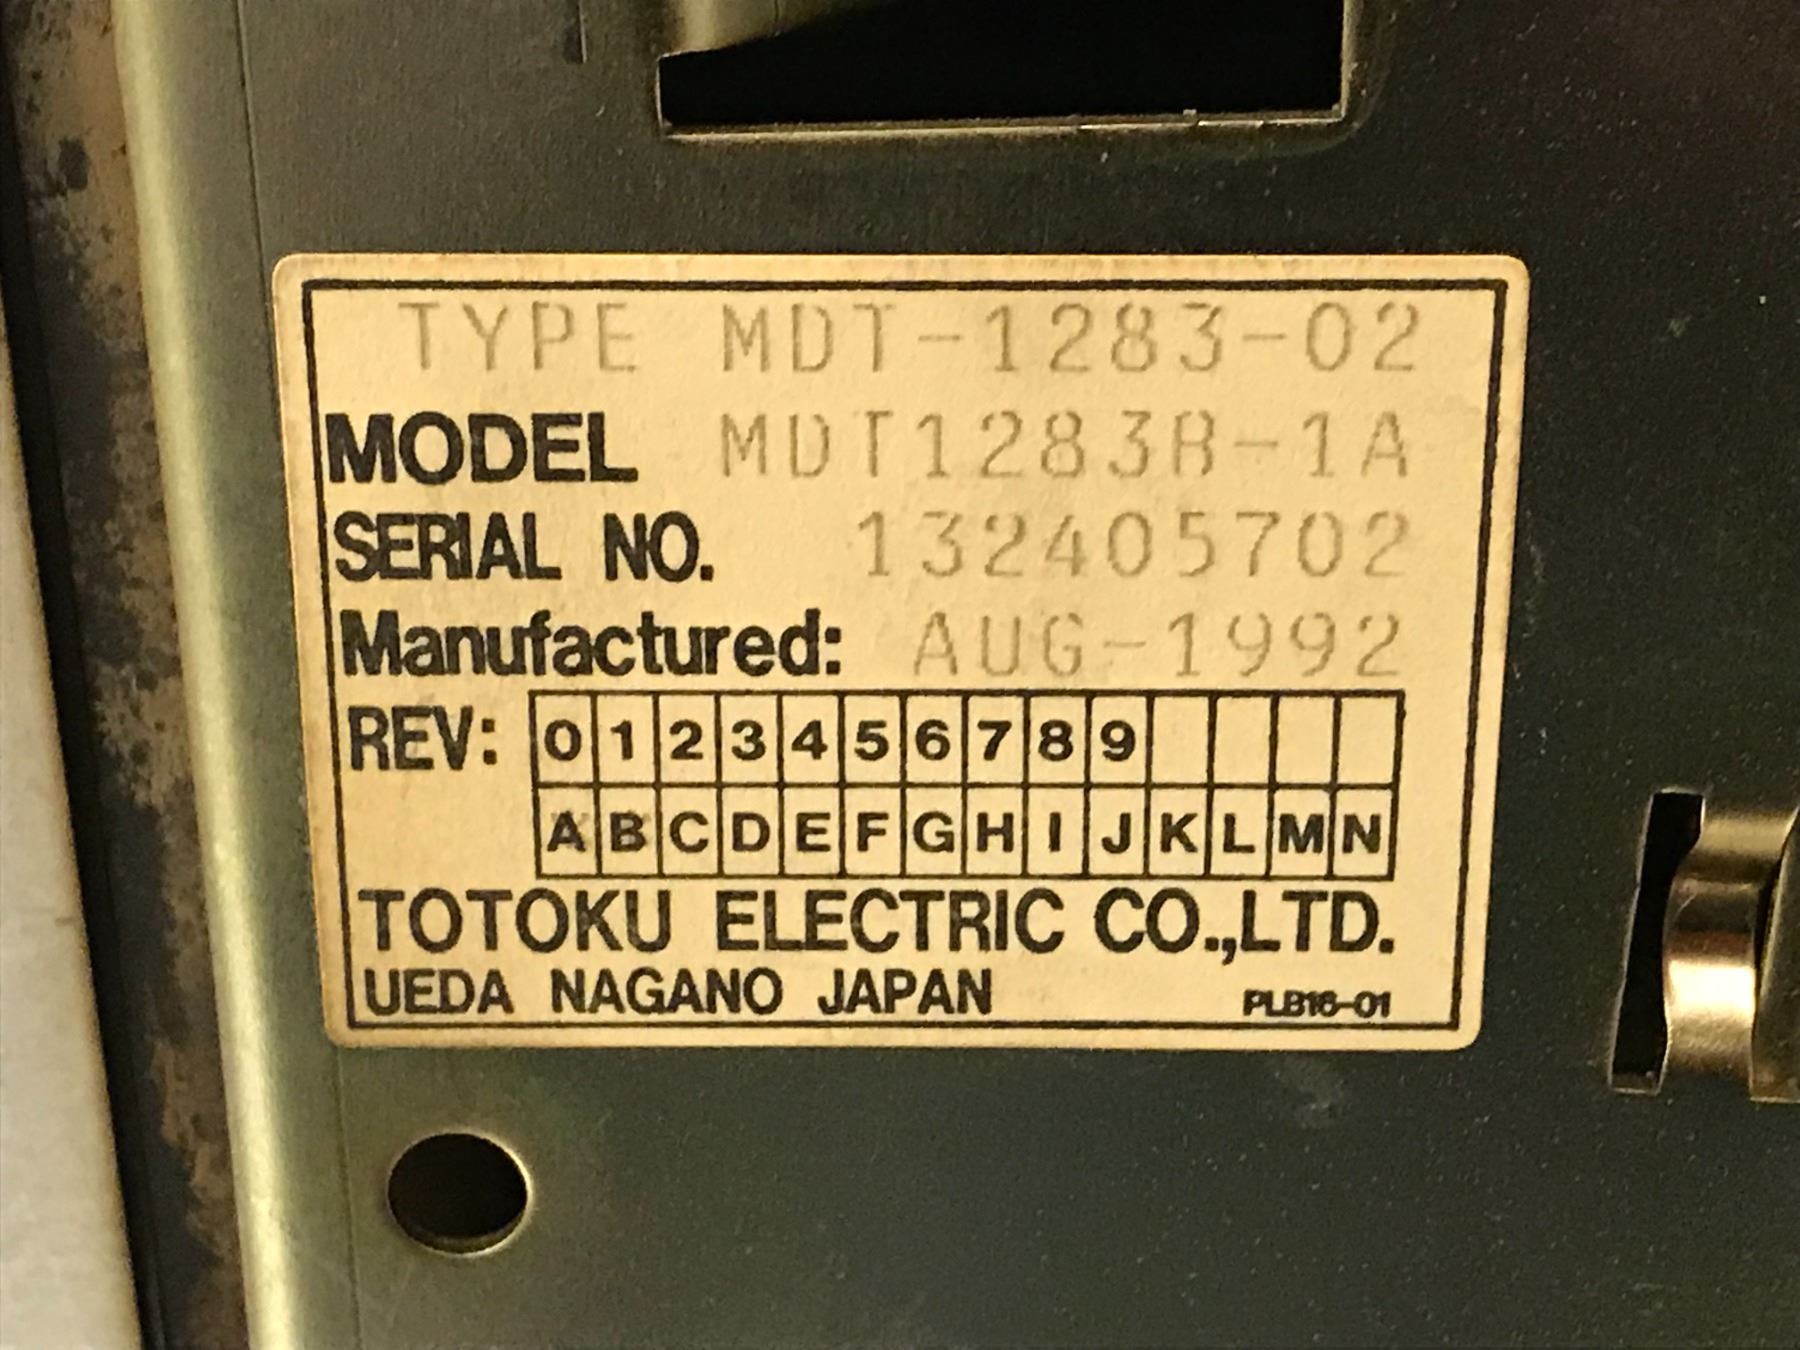 TYPE MDT-1283-02
MODEL MDT1283B-1A
SERIAL NO. 132405702
Manufactured: AUG-1992
REV: 0 1 2 3 4 5 6 7 8 9
A B C D E F G H I J K L M N
TOTOKU ELECTRIC CO.,LTD.
UEDA NAGANO JAPAN PLB16-01